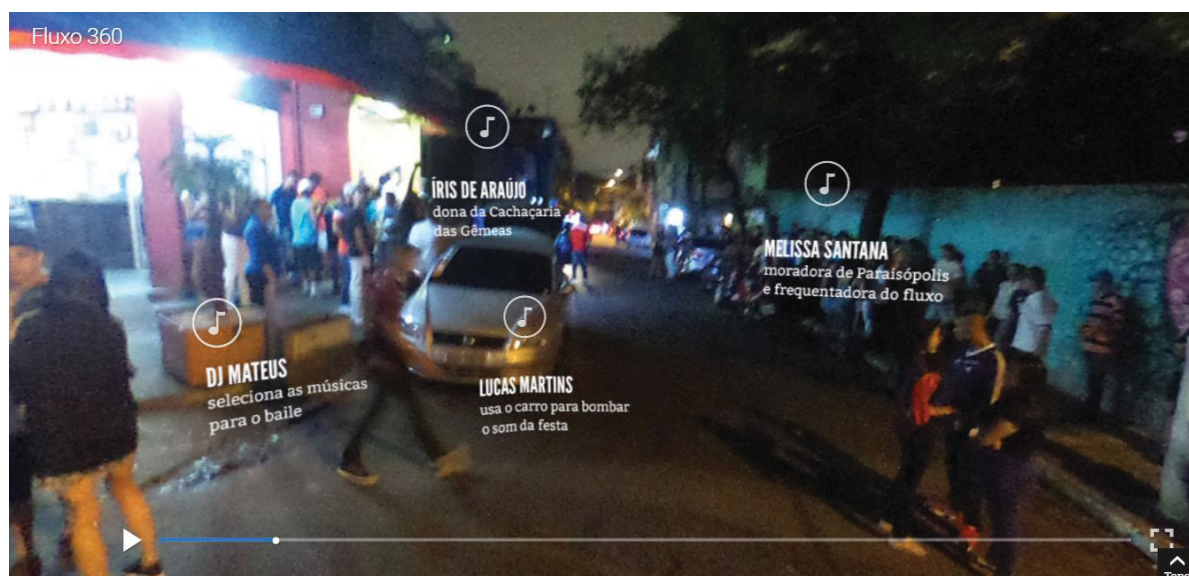 Fluxo 360
ÍRIS DE ARAÚJO
dona da Cachaçaria
das Gêmeas
MELISSA SANTANA
moradora de Paraisópolis
e frequentadora do fluxo
DJ MATEUS
seleciona as músicas
para o baile
LUCAS MARTINS
usa o carro para bombar
o som da festa